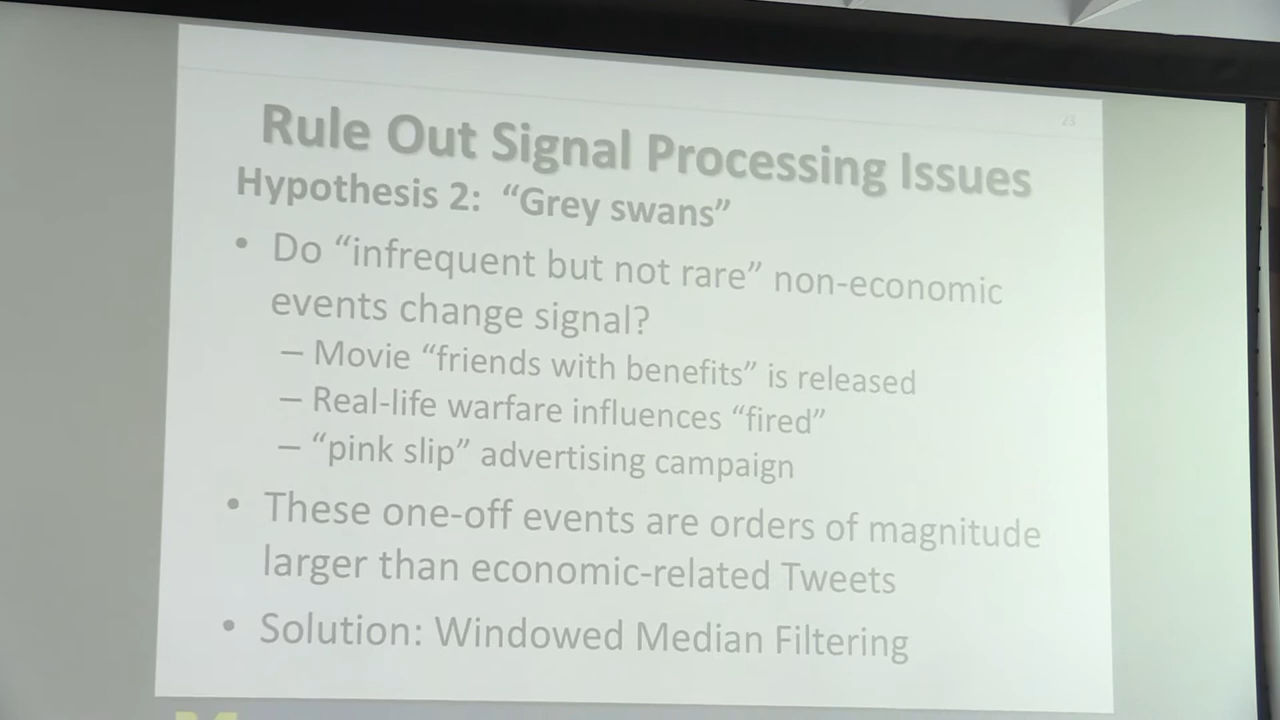 23
Rule Out Signal Processing Issues
Hypothesis 2: “Grey swans”
• Do “infrequent but not rare” non-economic
events change signal?
– Movie “friends with benefits” is released
– Real-life warfare influences “fired”
– “pink slip” advertising campaign
• These one-off events are orders of magnitude
larger than economic-related Tweets
• Solution: Windowed Median Filtering